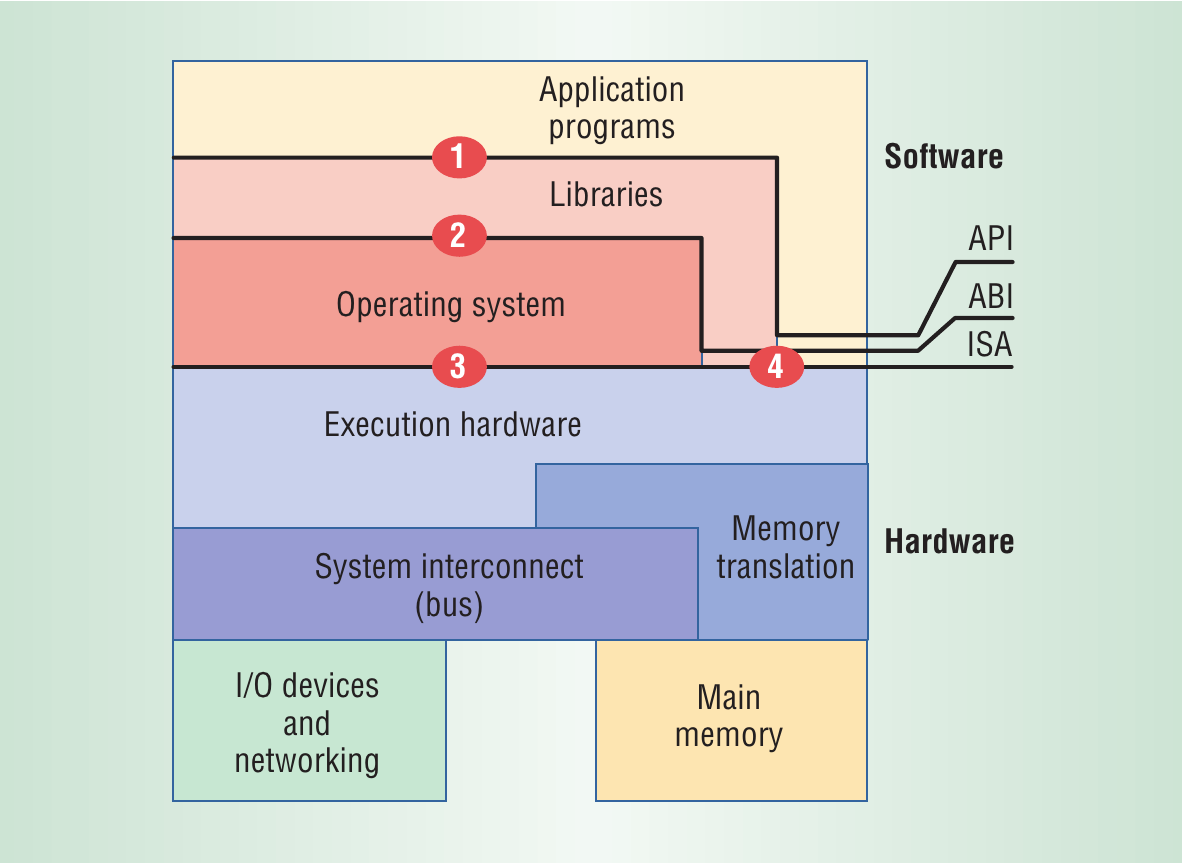 Application
programs
1
Software
Libraries
2
API
Operating system
ABI
ISA
3
4
Execution hardware
Memory
translation
Hardware
System interconnect
(bus)
I/O devices
and
networking
Main
memory